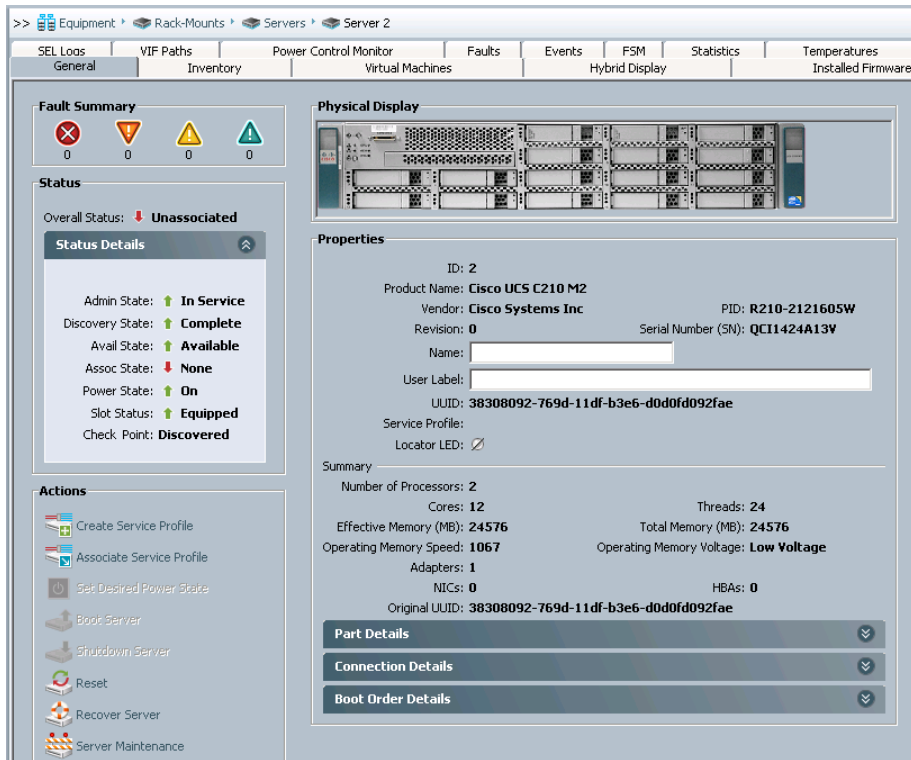 >> Equipment Rack-Mounts Servers Server 2
SEL Logs VIF Paths Power Control Monitor Faults Events FSM Statistics Temperatures
General Inventory Virtual Machines Hybrid Display Installed Firmware
Fault Summary
0 0 0 0
Status
Overall Status: Unassociated
Status Details
Admin State: In Service
Discovery State: Complete
Avail State: Available
Assoc State: None
Power State: On
Slot Status: Equipped
Check Point: Discovered
Actions
Create Service Profile
Associate Service Profile
Set Desired Power State
Boot Server
Shutdown Server
Reset
Recover Server
Server Maintenance
Physical Display
Properties
ID: 2
Product Name: Cisco UCS C210 M2
Vendor: Cisco Systems Inc PID: R210-2121605W
Revision: 0 Serial Number (SN): QCI1424A13V
Name:
User Label:
UUID: 38308092-769d-11df-b3e6-d0d0fd092fae
Service Profile:
Locator LED:
Summary
Number of Processors: 2
Cores: 12 Threads: 24
Effective Memory (MB): 24576 Total Memory (MB): 24576
Operating Memory Speed: 1067 Operating Memory Voltage: Low Voltage
Adapters: 1
NICs: 0 HBAs: 0
Original UUID: 38308092-769d-11df-b3e6-d0d0fd092fae
Part Details
Connection Details
Boot Order Details